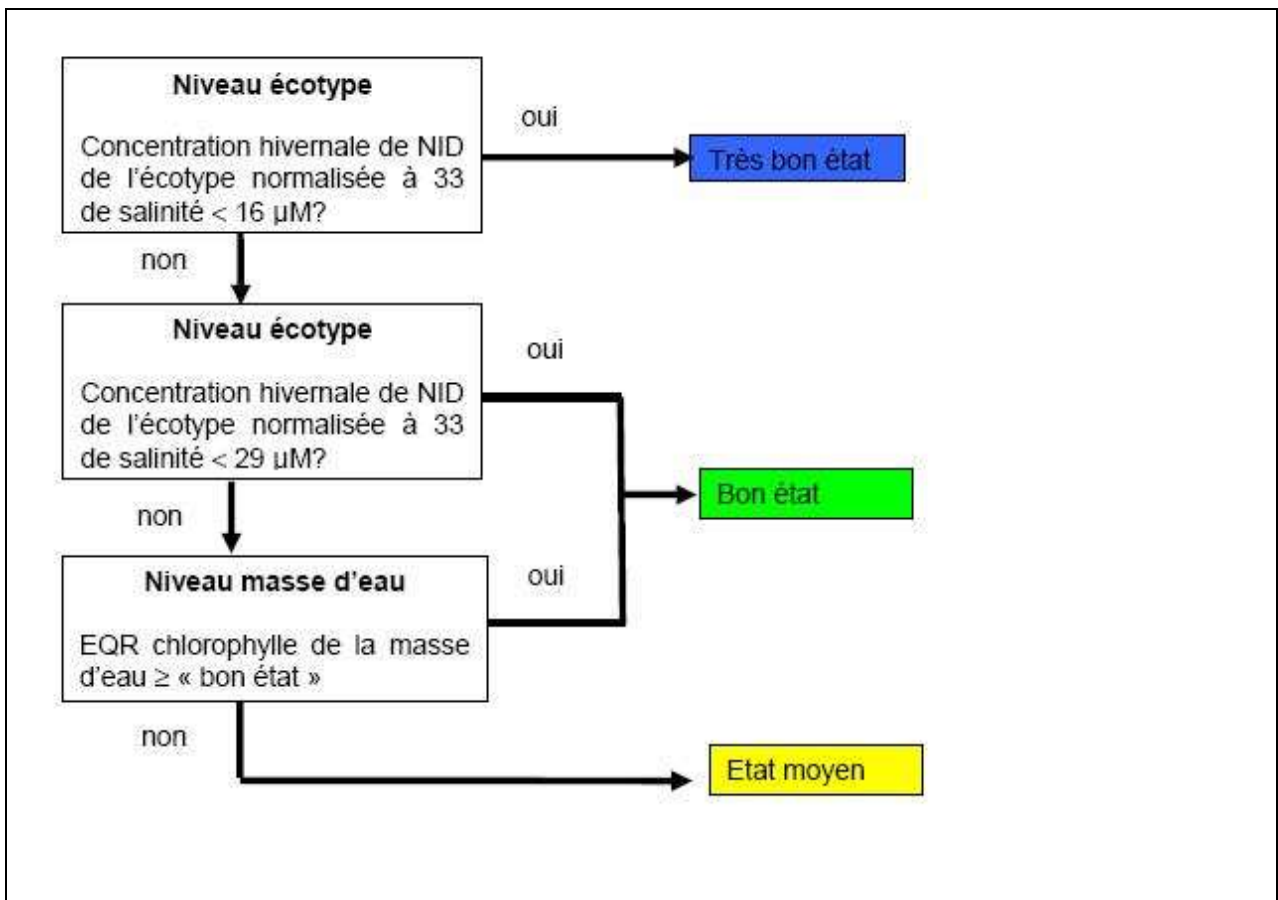 Niveau écotype
Concentration hivernale de NID
de l'écotype normalisée à 33
de salinité < 16 µM?
oui
Très bon état
non
Niveau écotype
Concentration hivernale de NID
de l'écotype normalisée à 33
de salinité < 29 µM?
oui
Bon état
non
Niveau masse d'eau
EQR chlorophylle de la masse
d'eau ≥ « bon état »
oui
non
Etat moyen